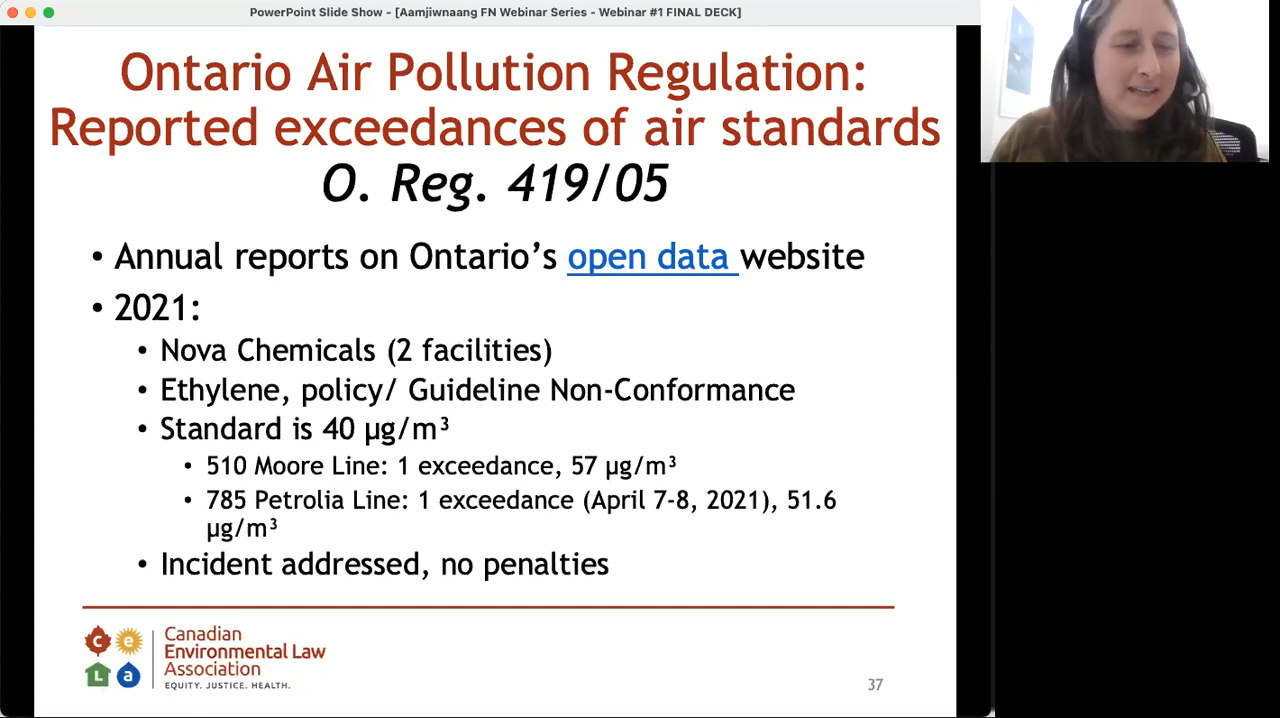 PowerPoint Slide Show - [Aamjiwnaang FN Webinar Series - Webinar #1 FINAL DECK]
Ontario Air Pollution Regulation:
Reported exceedances of air standards
O. Reg. 419/05
• Annual reports on Ontario’s open data website
• 2021:
• Nova Chemicals (2 facilities)
• Ethylene, policy/ Guideline Non-Conformance
• Standard is 40 µg/m³
• 510 Moore Line: 1 exceedance, 57 µg/m³
• 785 Petrolia Line: 1 exceedance (April 7-8, 2021), 51.6
µg/m³
• Incident addressed, no penalties
C e L a
Canadian
Environmental Law
Association
EQUITY. JUSTICE. HEALTH.
37